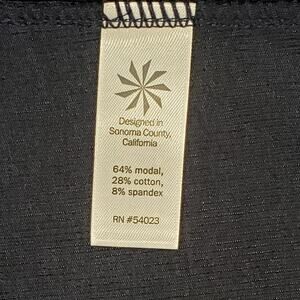 Designed in
Sonoma County,
California
64% modal,
28% cotton,
8% spandex
RN #54023